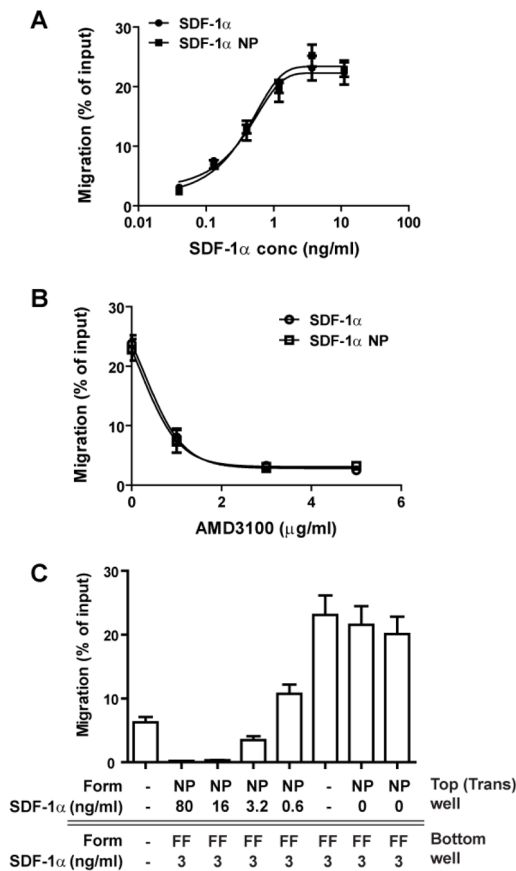 A
SDF-1α
SDF-1α NP
Migration (% of input)
30
20
10
0
0.01 0.1 1 10 100
SDF-1α conc (ng/ml)
B
SDF-1α
SDF-1α NP
Migration (% of input)
30
20
10
0
0 2 4 6
AMD3100 (μg/ml)
C
Migration (% of input)
30
20
10
0
Form - NP NP NP NP - NP NP Top (Trans)
SDF-1α (ng/ml) - 80 16 3.2 0.6 - 0 0 well
Form - FF FF FF FF FF FF FF Bottom
SDF-1α (ng/ml) - 3 3 3 3 3 3 3 well